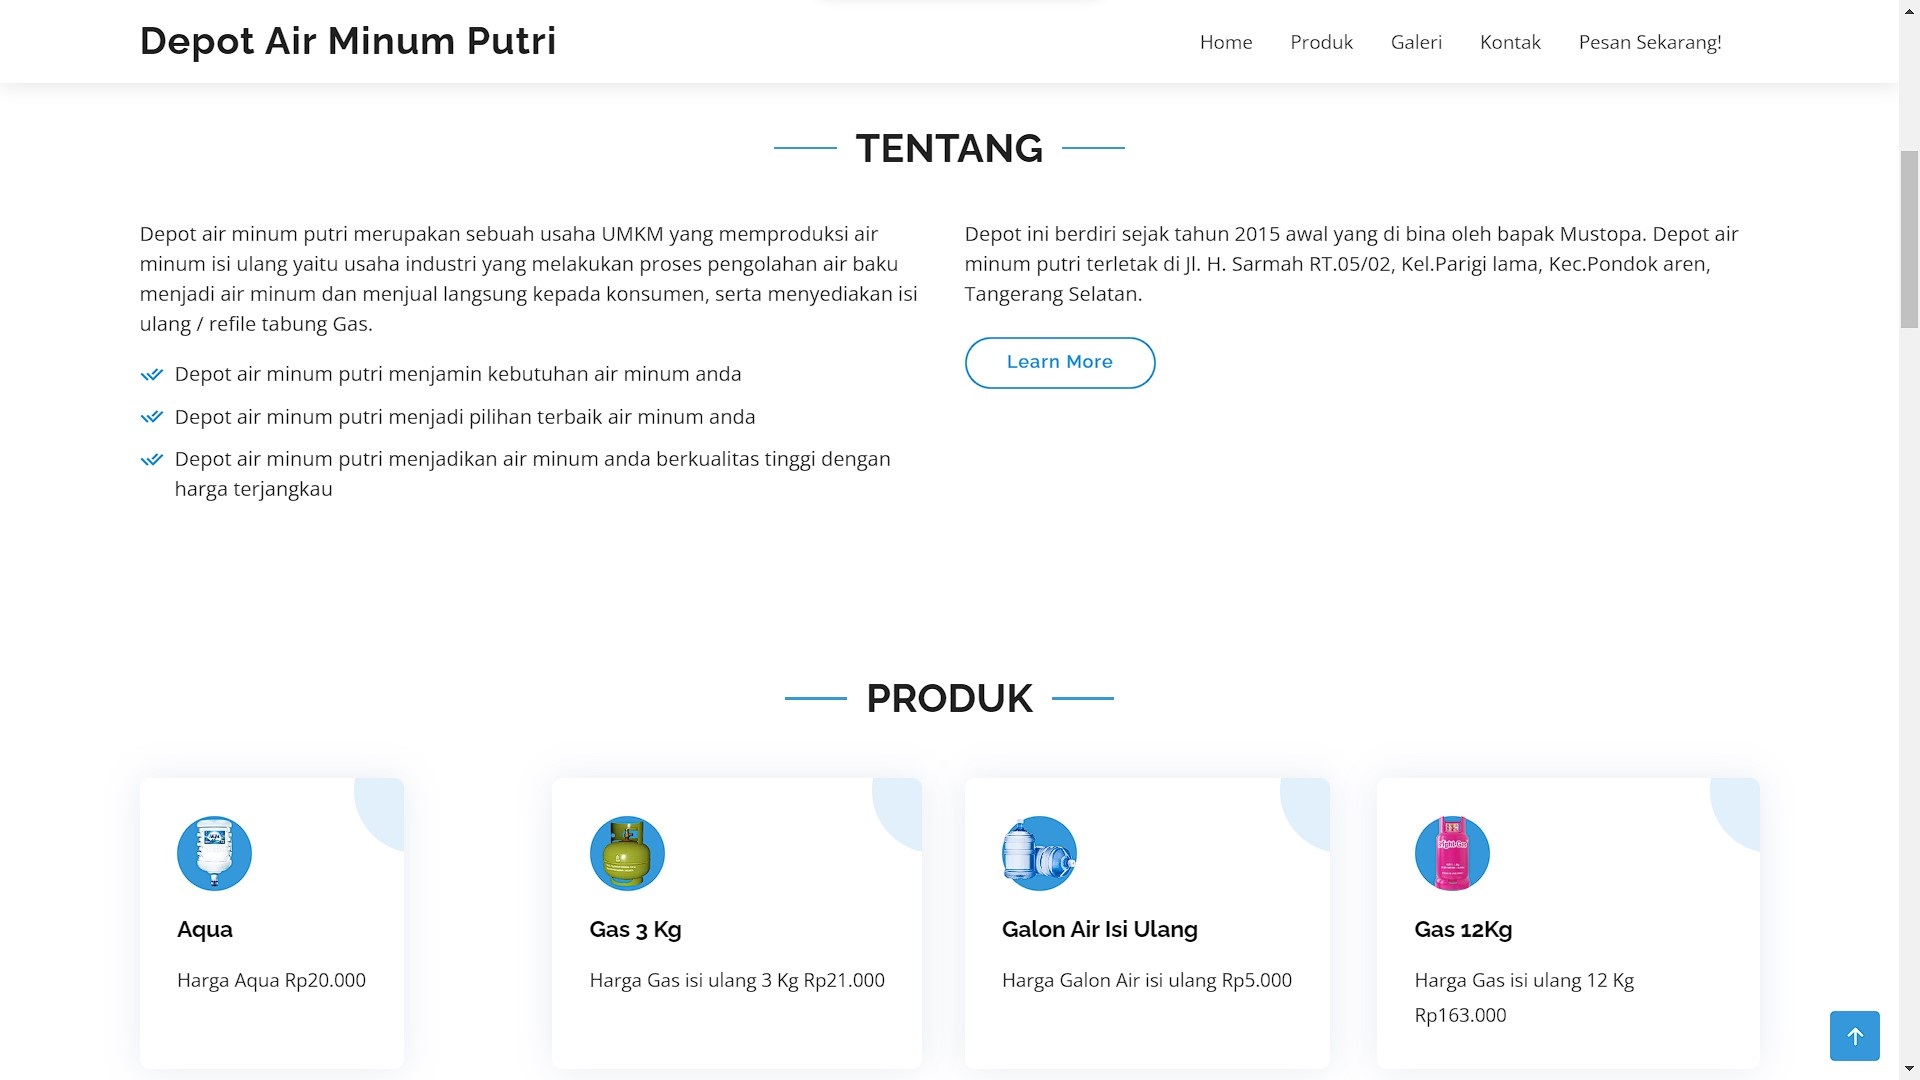 Depot Air Minum Putri
Home
Produk
Galeri
Kontak
Pesan Sekarang!
TENTANG
Depot air minum putri merupakan sebuah usaha UMKM yang memproduksi air
minum isi ulang yaitu usaha industri yang melakukan proses pengolahan air baku
menjadi air minum dan menjual langsung kepada konsumen, serta menyediakan isi
ulang / refile tabung Gas.
Depot air minum putri menjamin kebutuhan air minum anda
Depot air minum putri menjadi pilihan terbaik air minum anda
Depot air minum putri menjadikan air minum anda berkualitas tinggi dengan
harga terjangkau
Depot ini berdiri sejak tahun 2015 awal yang di bina oleh bapak Mustopa. Depot air
minum putri terletak di Jl. H. Sarmah RT.05/02, Kel.Parigi lama, Kec.Pondok aren,
Tangerang Selatan.
Learn More
PRODUK
Aqua
Harga Aqua Rp20.000
Gas 3 Kg
Harga Gas isi ulang 3 Kg Rp21.000
Galon Air Isi Ulang
Harga Galon Air isi ulang Rp5.000
Gas 12Kg
Harga Gas isi ulang 12 Kg
Rp163.000